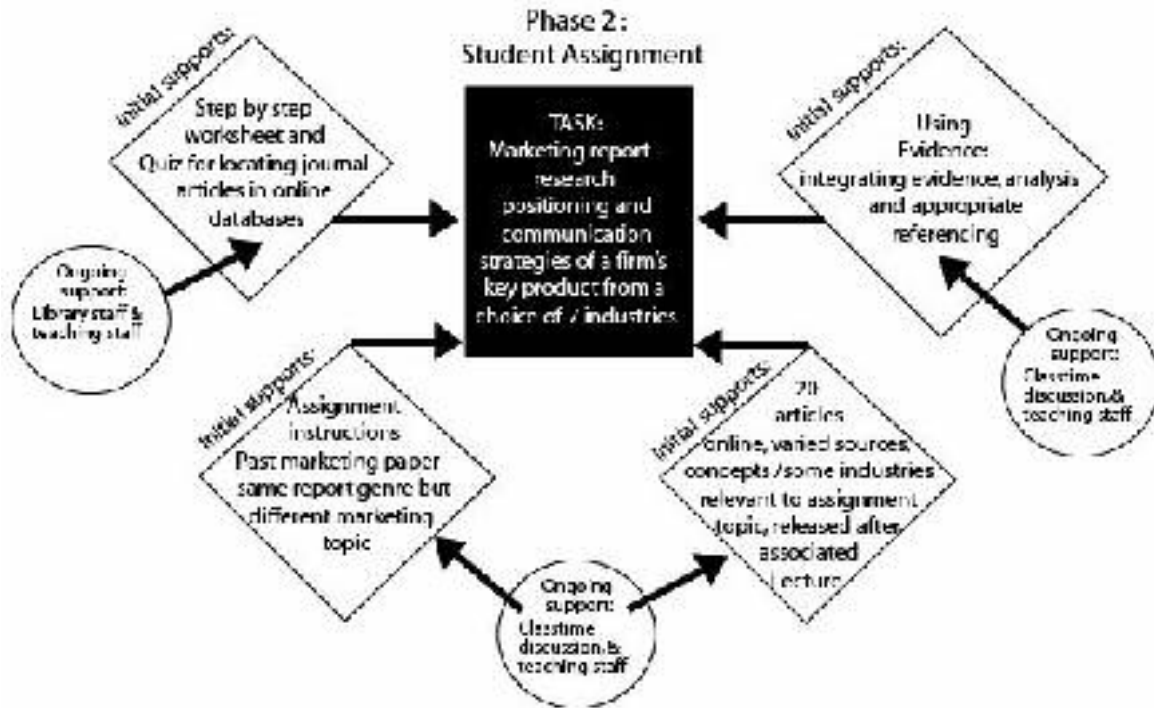 Phase 2:
Student Assignment
Initial supports:
Step by step
worksheet and
Quiz for locating journal
articles in online
databases
Ongoing
support:
Library staff &
teaching staff
TASK:
Marketing report
research
positioning and
communication
strategies of a firm's
key product from a
choice of 7 industries
Initial supports:
Using
Evidence:
integrating evidence, analysis
and appropriate
referencing
Ongoing
support:
Classtime
discussion, &
teaching staff
Initial supports:
Assignment
instructions
Past marketing paper
same report genre but
different marketing
topic
Initial supports:
20
articles
online, varied sources,
concepts /some industries
relevant to assignment
topic, released after
associated
Lecture
Ongoing
support:
Classtime
discussion, &
teaching staff